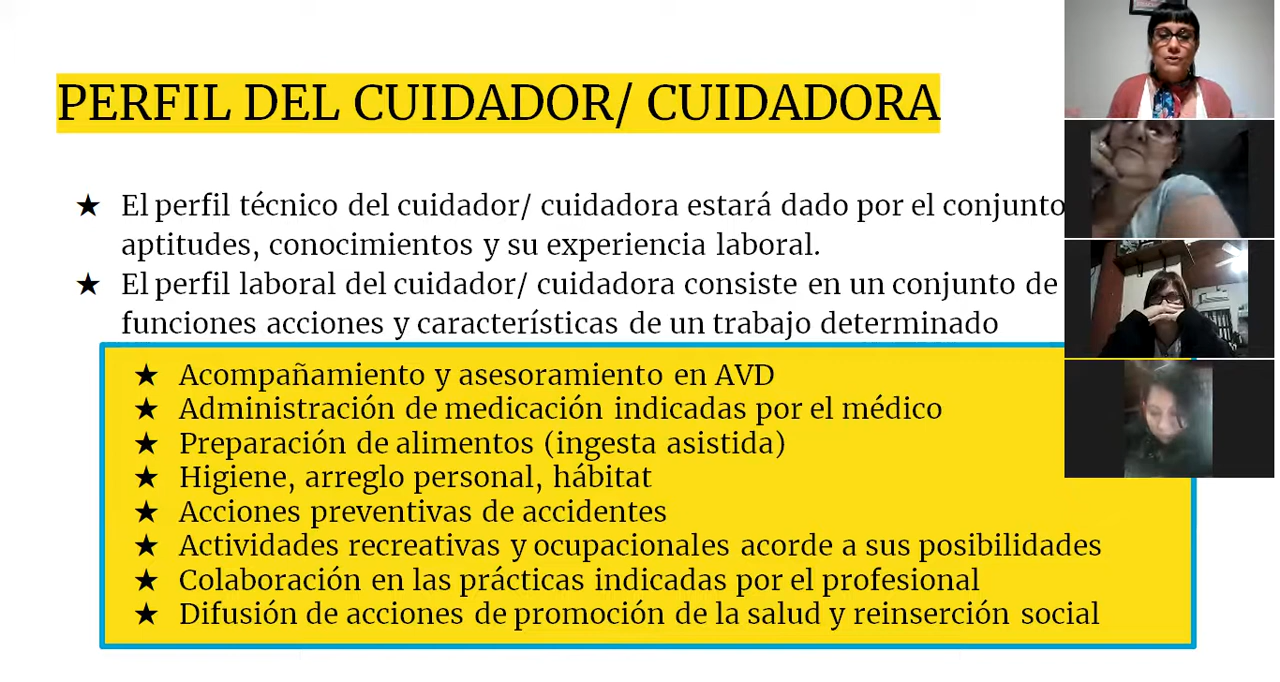 PERFIL DEL CUIDADOR/ CUIDADORA
★ El perfil técnico del cuidador/ cuidadora estará dado por el conjunto
aptitudes, conocimientos y su experiencia laboral.
★ El perfil laboral del cuidador/ cuidadora consiste en un conjunto de
funciones acciones y características de un trabajo determinado
★ Acompañamiento y asesoramiento en AVD
★ Administración de medicación indicadas por el médico
★ Preparación de alimentos (ingesta asistida)
★ Higiene, arreglo personal, hábitat
★ Acciones preventivas de accidentes
★ Actividades recreativas y ocupacionales acorde a sus posibilidades
★ Colaboración en las prácticas indicadas por el profesional
★ Difusión de acciones de promoción de la salud y reinserción social